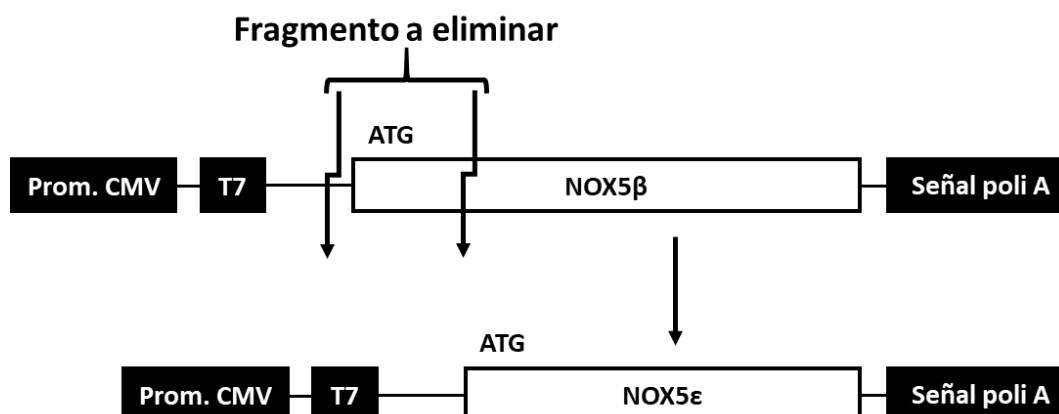 Fragmento a eliminar
ATG
Prom. CMV T7 NOX5β Señal poli A
ATG
Prom. CMV T7 NOX5ε Señal poli A